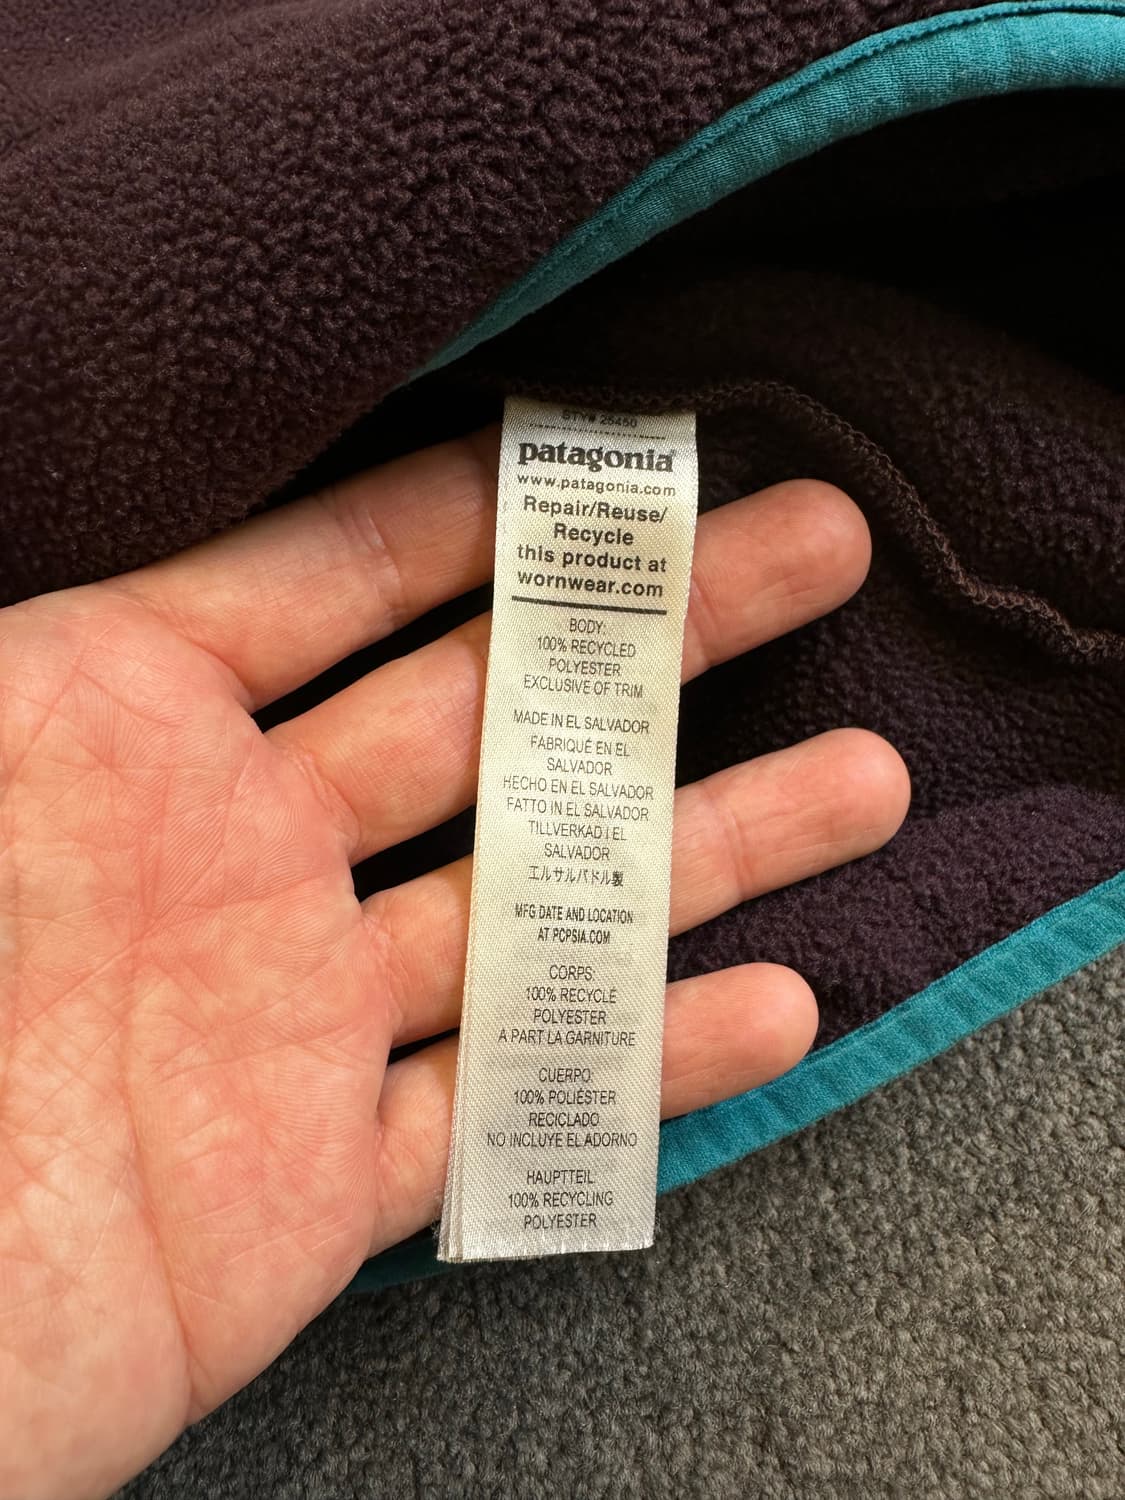 STY# 25450
patagonia®
www.patagonia.com
Repair/Reuse/
Recycle
this product at
wornwear.com
BODY:
100% RECYCLED
POLYESTER
EXCLUSIVE OF TRIM
MADE IN EL SALVADOR
FABRIQUÉ EN EL
SALVADOR
HECHO EN EL SALVADOR
FATTO IN EL SALVADOR
TILLVERKAD I EL
SALVADOR
エルサルバドル製
MFG DATE AND LOCATION
AT PCPSIA.COM
CORPS:
100% RECYCLÉ
POLYESTER
A PART LA GARNITURE
CUERPO:
100% POLIÉSTER
RECICLADO
NO INCLUYE EL ADORNO
HAUPTTEIL:
100% RECYCLING
POLYESTER